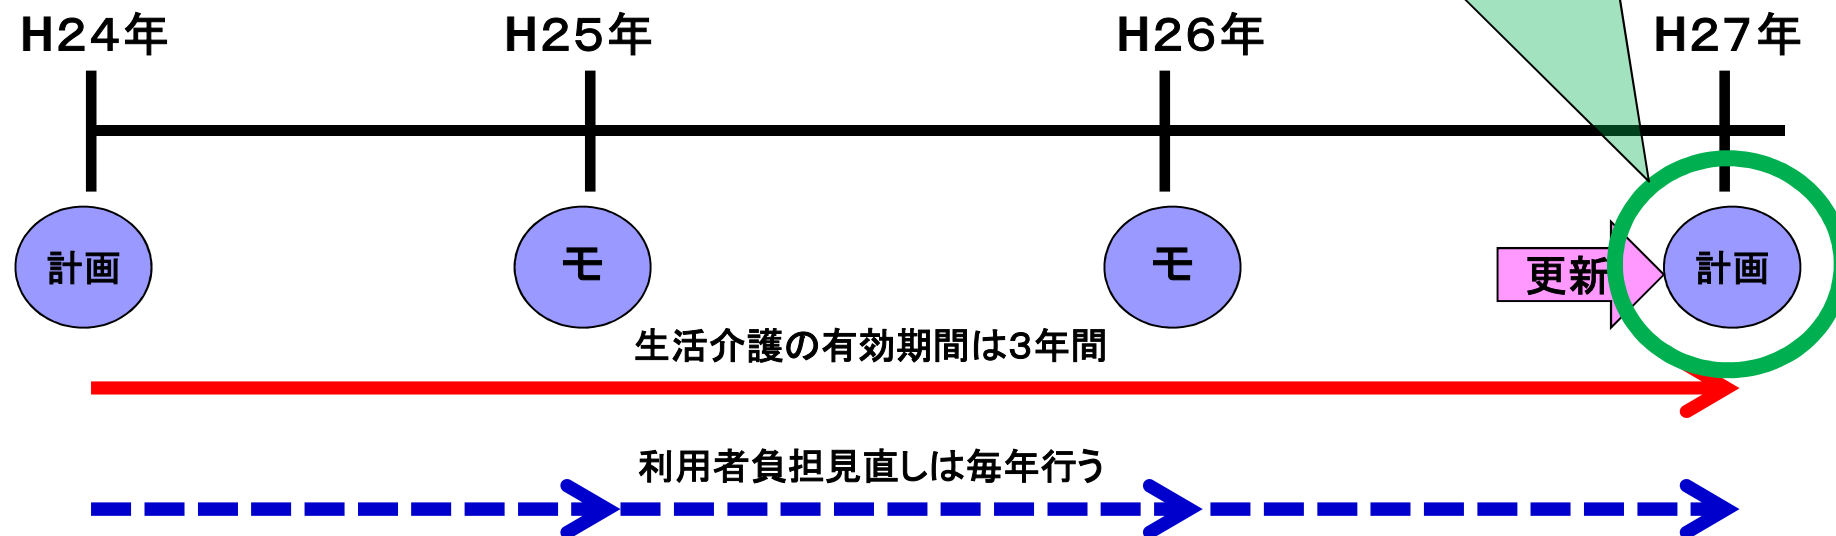 H24年 H25年 H26年 H27年
計画 モ モ 更新 計画
生活介護の有効期間は3年間
利用者負担見直しは毎年行う